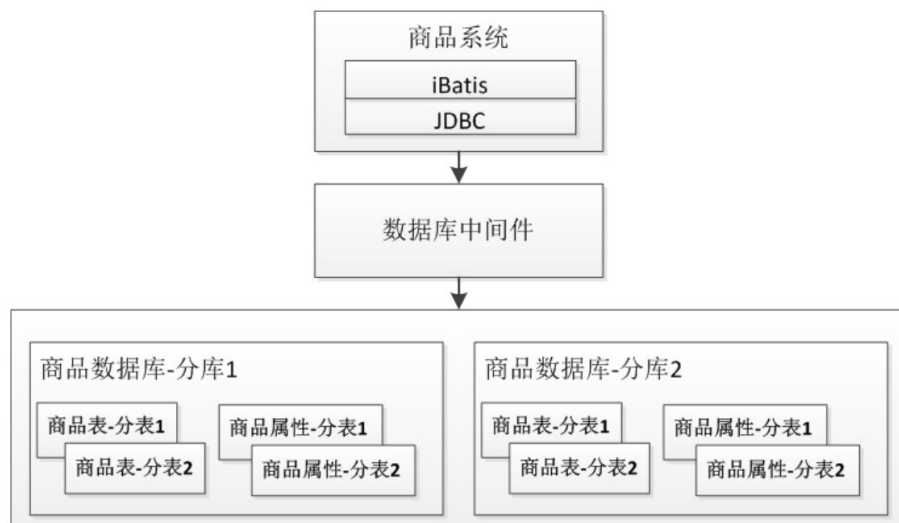 商品系统
iBatis
JDBC
数据库中间件
商品数据库-分库1
商品表-分表1
商品表-分表2
商品属性-分表1
商品属性-分表2
商品数据库-分库2
商品表-分表1
商品表-分表2
商品属性-分表1
商品属性-分表2